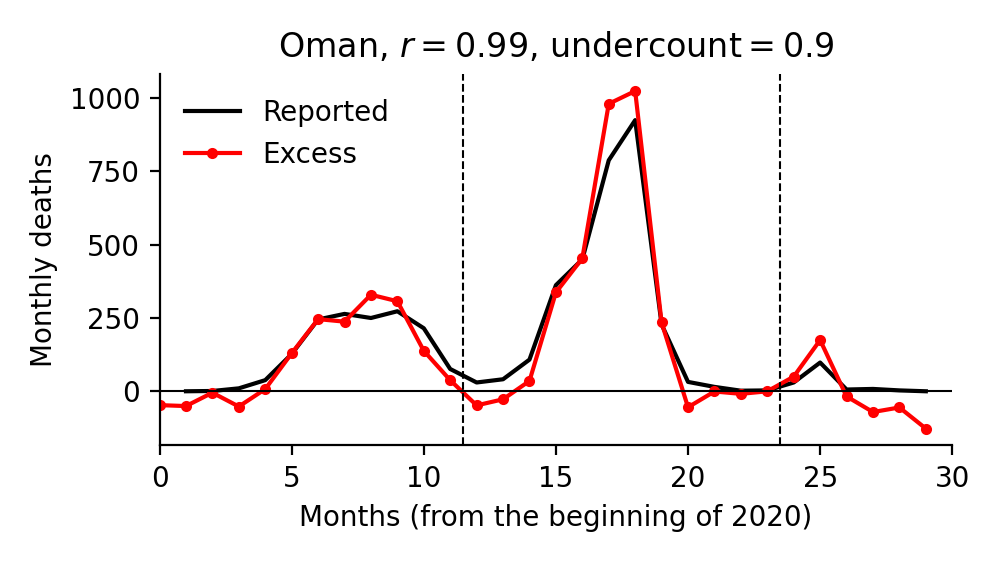 Oman, r = 0.99, undercount = 0.9
Reported
Excess
1000
750
500
250
0
Monthly deaths
0 5 10 15 20 25 30
Months (from the beginning of 2020)